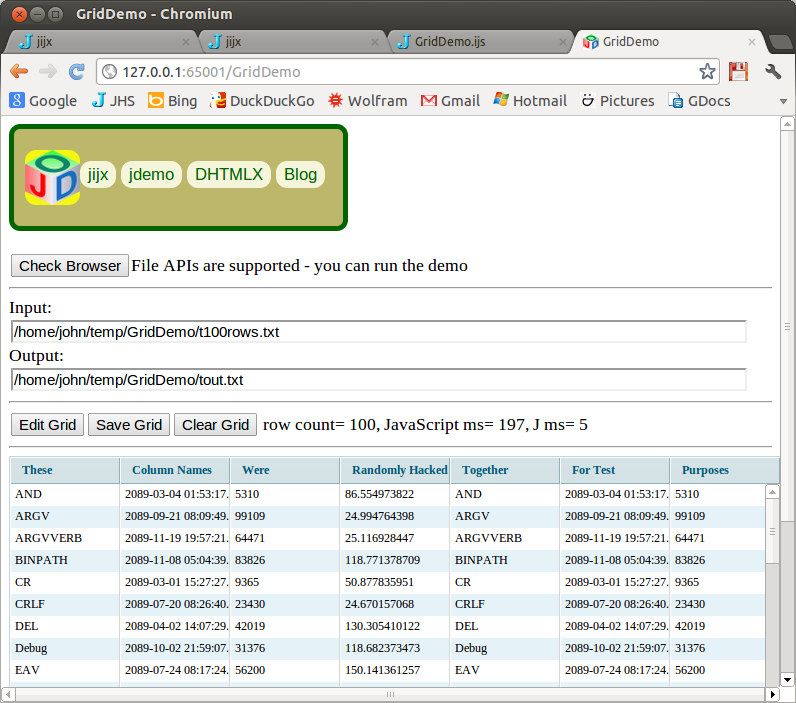 GridDemo - Chromium
jijx jijx GridDemo.ijs GridDemo
127.0.0.1:65001/GridDemo
Google JHS Bing DuckDuckGo Wolfram Gmail Hotmail Pictures GDocs
JD jijx jdemo DHTMLX Blog
Check Browser File APIs are supported - you can run the demo
Input:
/home/john/temp/GridDemo/t100rows.txt
Output:
/home/john/temp/GridDemo/tout.txt
Edit Grid Save Grid Clear Grid row count= 100, JavaScript ms= 197, J ms= 5
These Column Names Were Randomly Hacked Together For Test Purposes
AND 2089-03-04 01:53:17. 5310 86.554973822 AND 2089-03-04 01:53:17. 5310
ARGV 2089-09-21 08:09:49. 99109 24.994764398 ARGV 2089-09-21 08:09:49. 99109
ARGVVERB 2089-11-19 19:57:21. 64471 25.116928447 ARGVVERB 2089-11-19 19:57:21. 64471
BINPATH 2089-11-08 05:04:39. 83826 118.771378709 BINPATH 2089-11-08 05:04:39. 83826
CR 2089-03-01 15:27:27. 9365 50.877835951 CR 2089-03-01 15:27:27. 9365
CRLF 2089-07-20 08:26:40. 23430 24.670157068 CRLF 2089-07-20 08:26:40. 23430
DEL 2089-04-02 14:07:29. 42019 130.305410122 DEL 2089-04-02 14:07:29. 42019
Debug 2089-10-02 21:59:07. 31376 118.682373473 Debug 2089-10-02 21:59:07. 31376
EAV 2089-07-24 08:17:24. 56200 150.141361257 EAV 2089-07-24 08:17:24. 56200